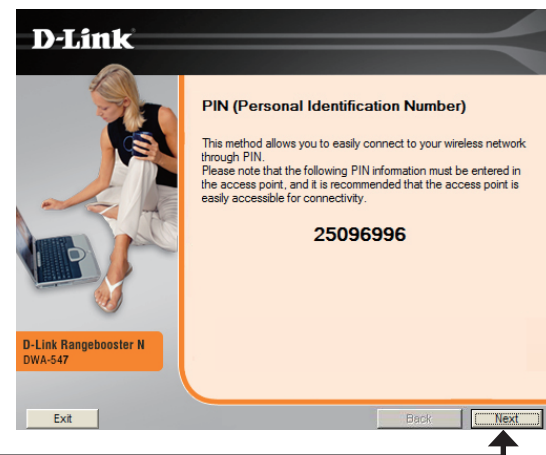 D-Link
PIN (Personal Identification Number)
This method allows you to easily connect to your wireless network
through PIN.
Please note that the following PIN information must be entered in
the access point, and it is recommended that the access point is
easily accessible for connectivity.
25096996
D-Link Rangebooster N
DWA-547
Exit
Back
Next